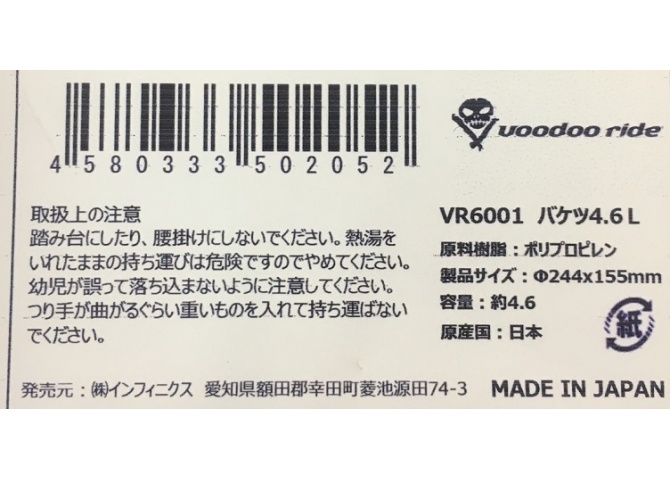 4 580333 502052
voodoo ride
取扱上の注意
踏み台にしたり、腰掛けにしないでください。熱湯を
いれたままの持ち運びは危険ですのでやめてください。
幼児が誤って落ち込まないように注意してください。
つり手が曲がるぐらい重いものを入れて持ち運ばない
でください。
VR6001 バケツ4.6L
原料樹脂：ポリプロピレン
製品サイズ：Φ244x155mm
容量：約4.6
原産国：日本
紙
発売元：㈱インフィニクス 愛知県額田郡幸田町菱池源田74-3
MADE IN JAPAN